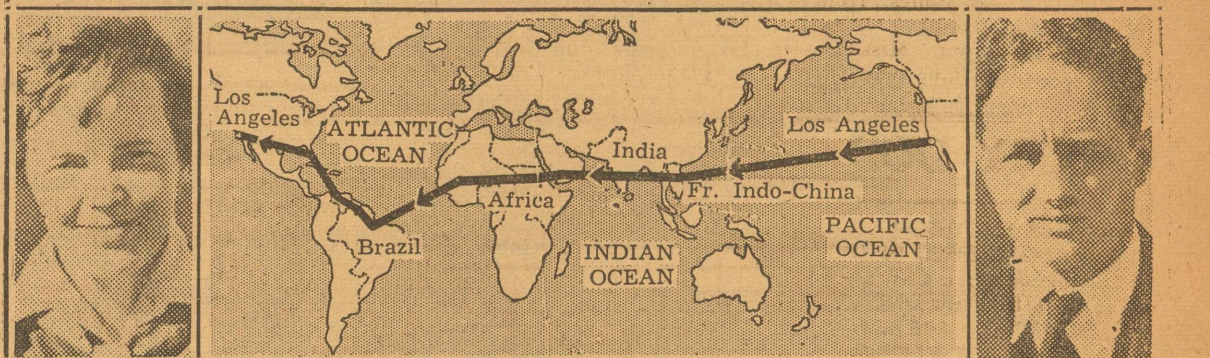 Los
Angeles
ATLANTIC
OCEAN
Brazil
Africa
India
INDIAN
OCEAN
Los Angeles
Fr. Indo-China
PACIFIC
OCEAN